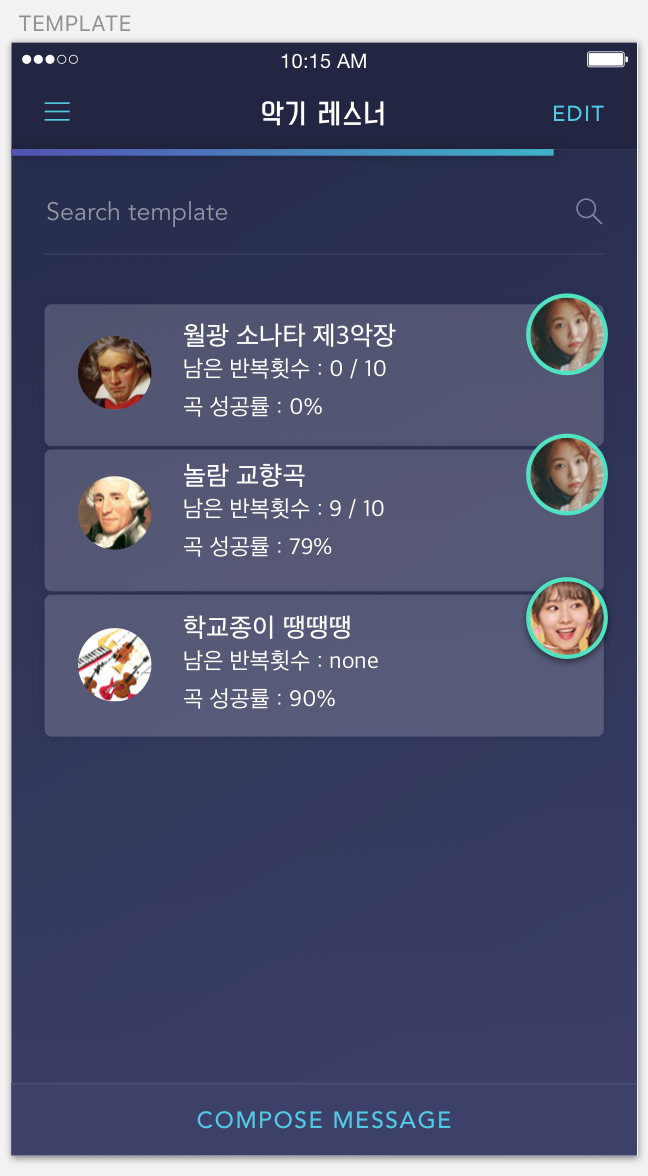 TEMPLATE
10:15 AM
악기 레스너
EDIT
Search template
월광 소나타 제3악장
남은 반복횟수 : 0 / 10
곡 성공률 : 0%
놀람 교향곡
남은 반복횟수 : 9 / 10
곡 성공률 : 79%
학교종이 땡땡땡
남은 반복횟수 : none
곡 성공률 : 90%
COMPOSE MESSAGE